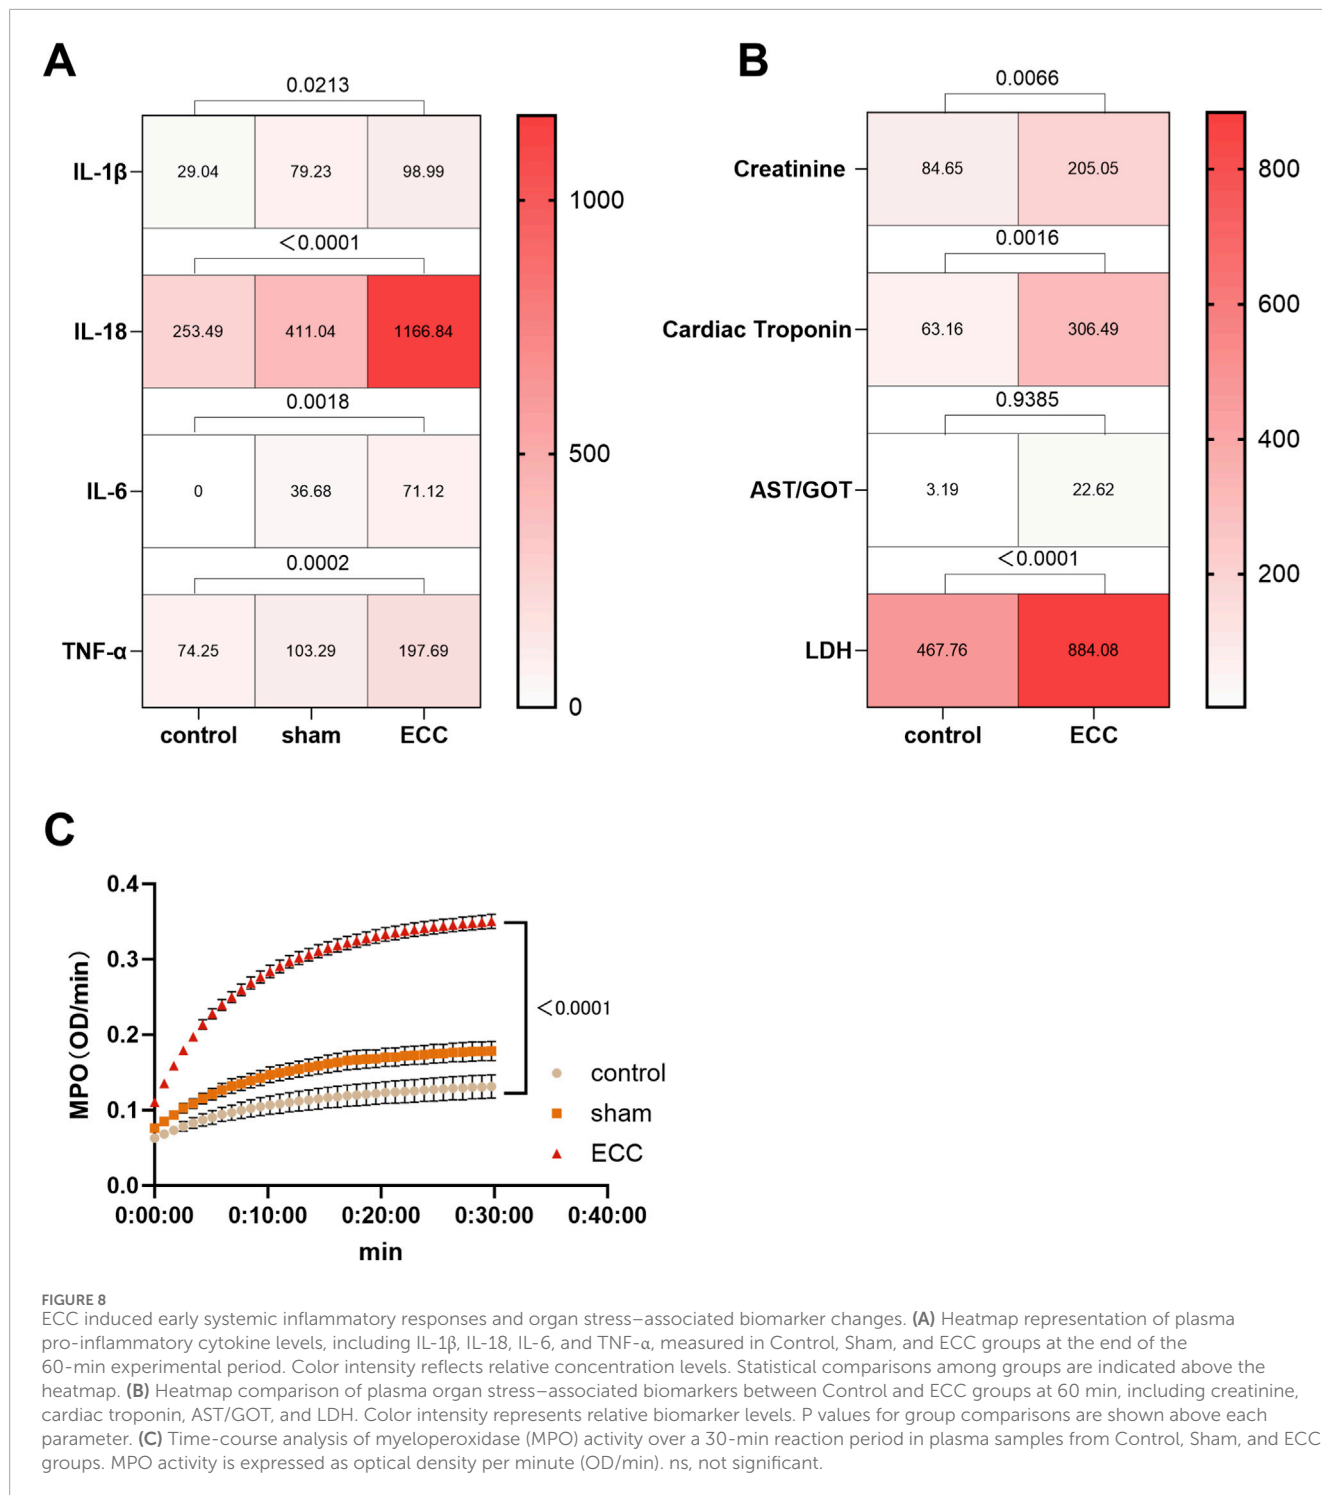 A
0.0213
IL-1β
29.04 79.23 98.99
<0.0001
IL-18
253.49 411.04 1166.84
0.0018
IL-6
0 36.68 71.12
0.0002
TNF-α
74.25 103.29 197.69
control sham ECC
1000
500
0
B
0.0066
Creatinine
84.65 205.05
0.0016
Cardiac Troponin
63.16 306.49
0.9385
AST/GOT
3.19 22.62
<0.0001
LDH
467.76 884.08
control ECC
800
600
400
200
C
MPO(OD/min)
0.4
0.3
0.2
0.1
0.0
0:00:00 0:10:00 0:20:00 0:30:00 0:40:00
min
<0.0001
control
sham
ECC
FIGURE 8
ECC induced early systemic inflammatory responses and organ stress–associated biomarker changes. (A) Heatmap representation of plasma
pro-inflammatory cytokine levels, including IL-1β, IL-18, IL-6, and TNF-α, measured in Control, Sham, and ECC groups at the end of the
60-min experimental period. Color intensity reflects relative concentration levels. Statistical comparisons among groups are indicated above the
heatmap. (B) Heatmap comparison of plasma organ stress–associated biomarkers between Control and ECC groups at 60 min, including creatinine,
cardiac troponin, AST/GOT, and LDH. Color intensity represents relative biomarker levels. P values for group comparisons are shown above each
parameter. (C) Time-course analysis of myeloperoxidase (MPO) activity over a 30-min reaction period in plasma samples from Control, Sham, and ECC
groups. MPO activity is expressed as optical density per minute (OD/min). ns, not significant.